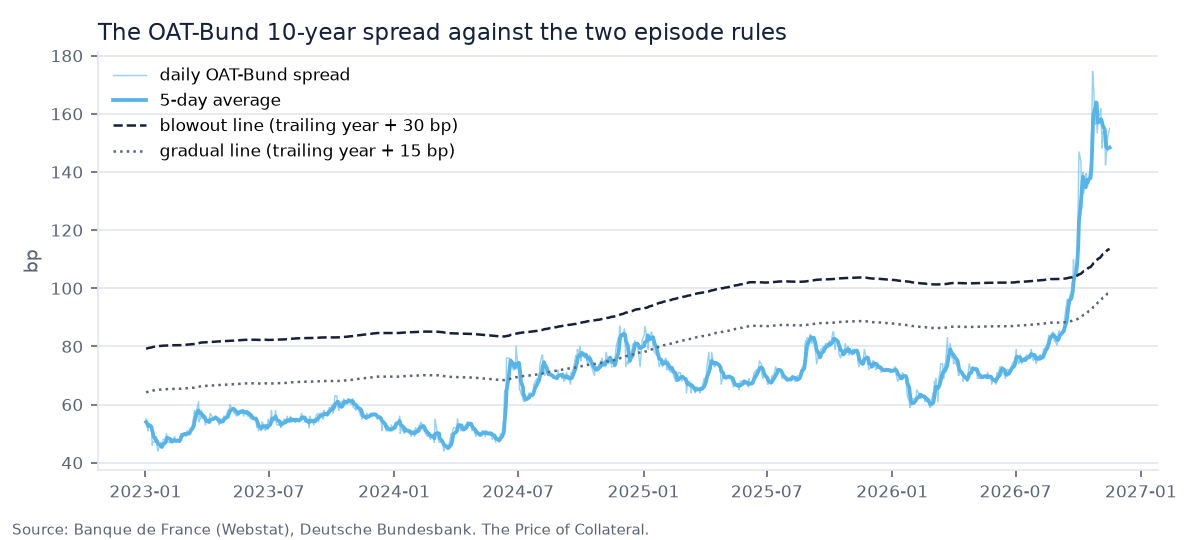 The OAT-Bund 10-year spread against the two episode rules
daily OAT-Bund spread
5-day average
blowout line (trailing year + 30 bp)
gradual line (trailing year + 15 bp)
bp
180
160
140
120
100
80
60
40
2023-01
2023-07
2024-01
2024-07
2025-01
2025-07
2026-01
2026-07
2027-01
Source: Banque de France (Webstat), Deutsche Bundesbank. The Price of Collateral.